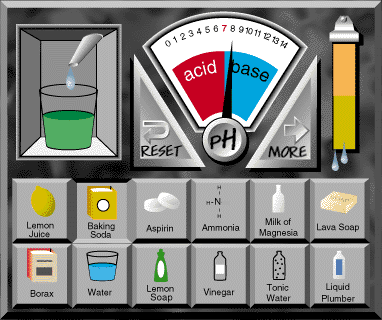 0 1 2 3 4 5 6 7 8 9 10 11 12 13 14
acid base
RESET
pH
MORE
Lemon
Juice
Baking
Soda
Aspirin
H
H-N
H
Ammonia
Milk of
Magnesia
Lava Soap
Borax
Water
Lemon
Soap
Vinegar
Tonic
Water
Liquid
Plumber